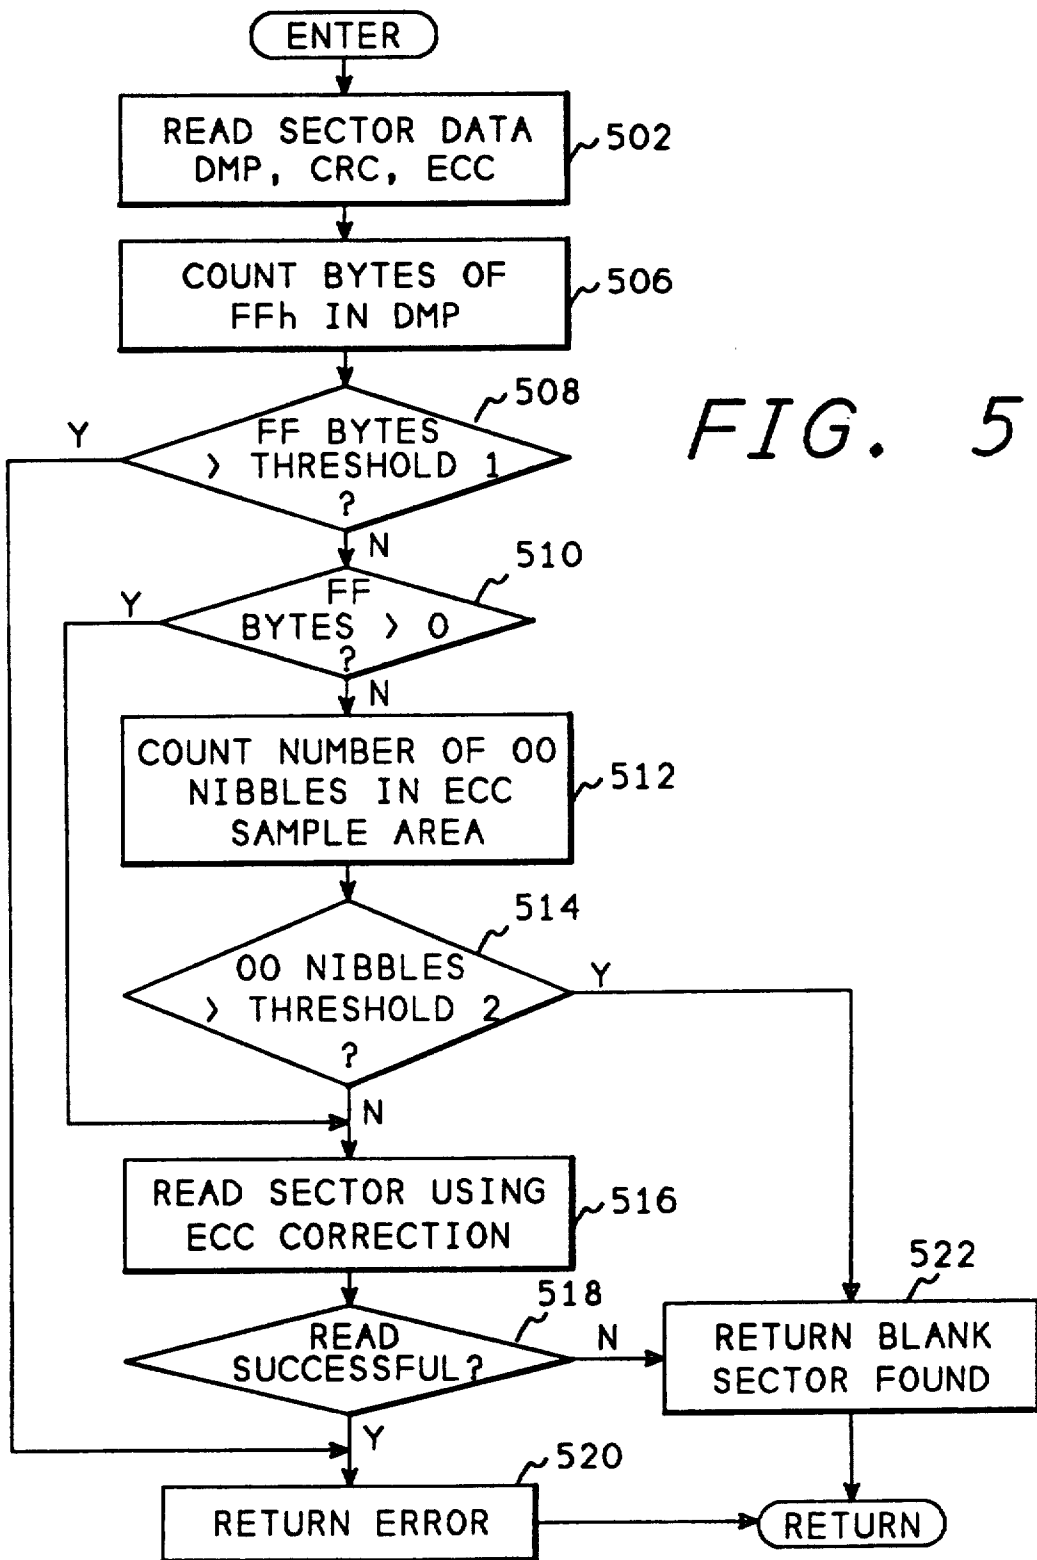 ENTER
READ SECTOR DATA
DMP, CRC, ECC
502
COUNT BYTES OF
FFh IN DMP
506
508
FF BYTES
> THRESHOLD 1
?
Y
N
FIG. 5
510
FF
BYTES > 0
?
Y
N
COUNT NUMBER OF 00
NIBBLES IN ECC
SAMPLE AREA
512
514
00 NIBBLES
> THRESHOLD 2
?
Y
N
READ SECTOR USING
ECC CORRECTION
516
518
READ
SUCCESSFUL?
N
Y
522
RETURN BLANK
SECTOR FOUND
520
RETURN ERROR
RETURN